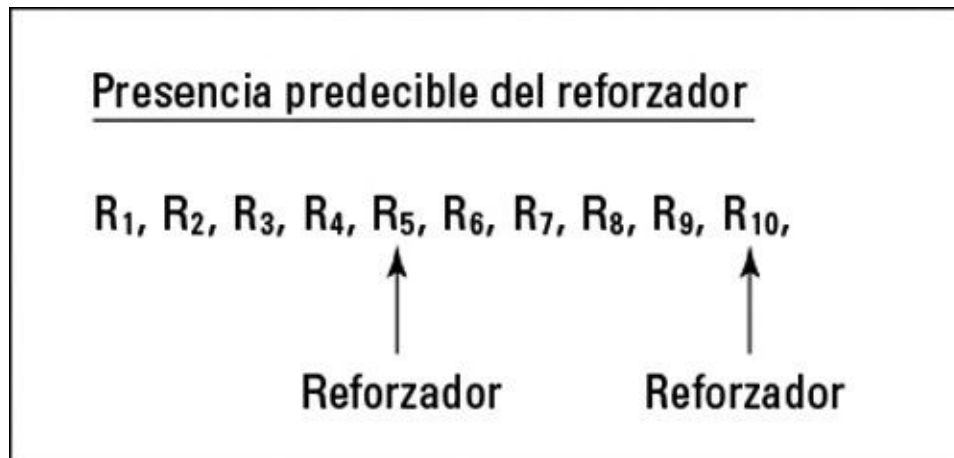 Presencia predecible del reforzador
R₁, R₂, R₃, R₄, R₅, R₆, R₇, R₈, R₉, R₁₀,
Reforzador Reforzador